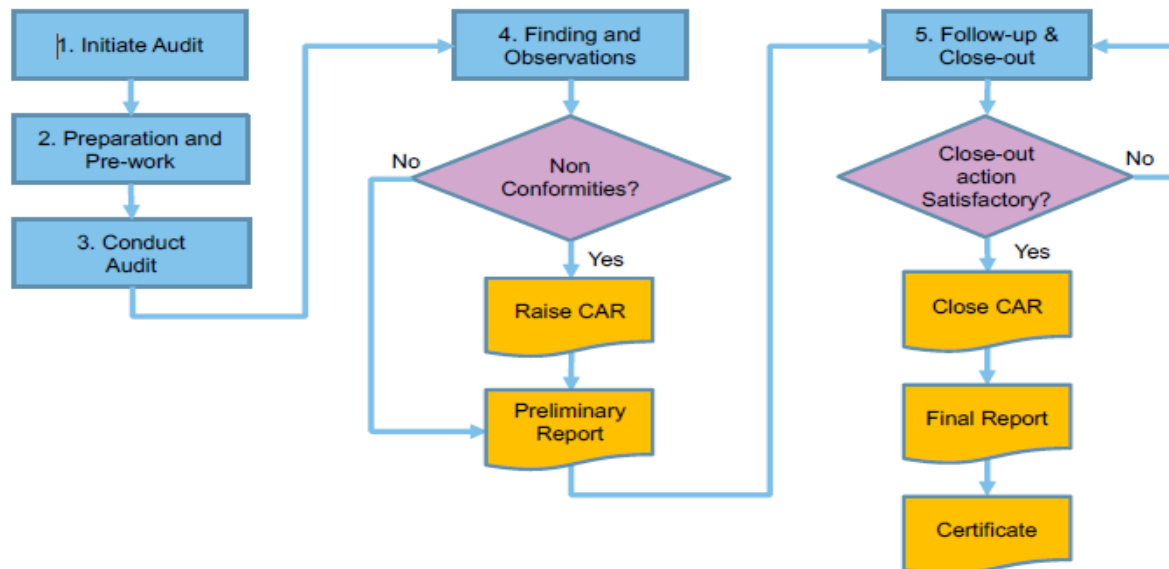 1. Initiate Audit
2. Preparation and
Pre-work
3. Conduct
Audit
4. Finding and
Observations
No
Non
Conformities?
Yes
Raise CAR
Preliminary
Report
5. Follow-up &
Close-out
Close-out
action
Satisfactory?
No
Yes
Close CAR
Final Report
Certificate